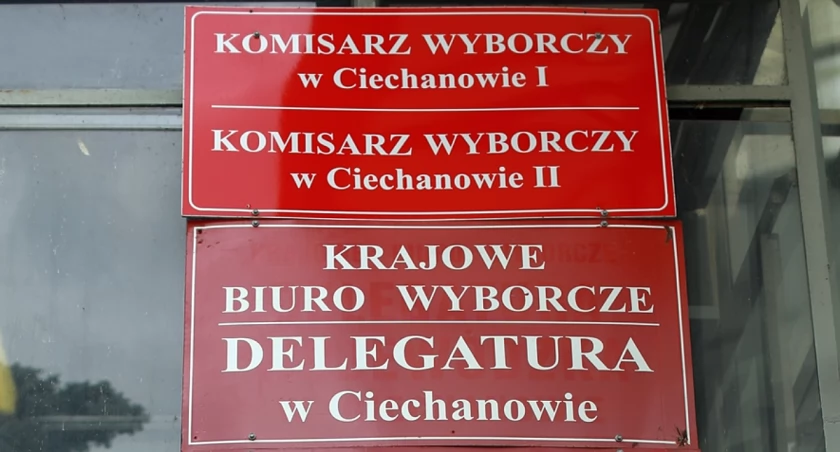 KOMISARZ WYBORCZY
w Ciechanowie I
KOMISARZ WYBORCZY
w Ciechanowie II
KRAJOWE
BIURO WYBORCZE
DELEGATURA
w Ciechanowie